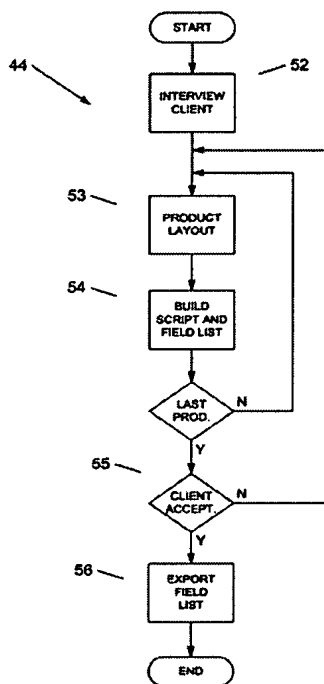 START
44
52
INTERVIEW
CLIENT
53
PRODUCT
LAYOUT
54
BUILD
SCRIPT AND
FIELD LIST
LAST
PROD.
N
Y
55
CLIENT
ACCEPT.
N
Y
56
EXPORT
FIELD
LIST
END